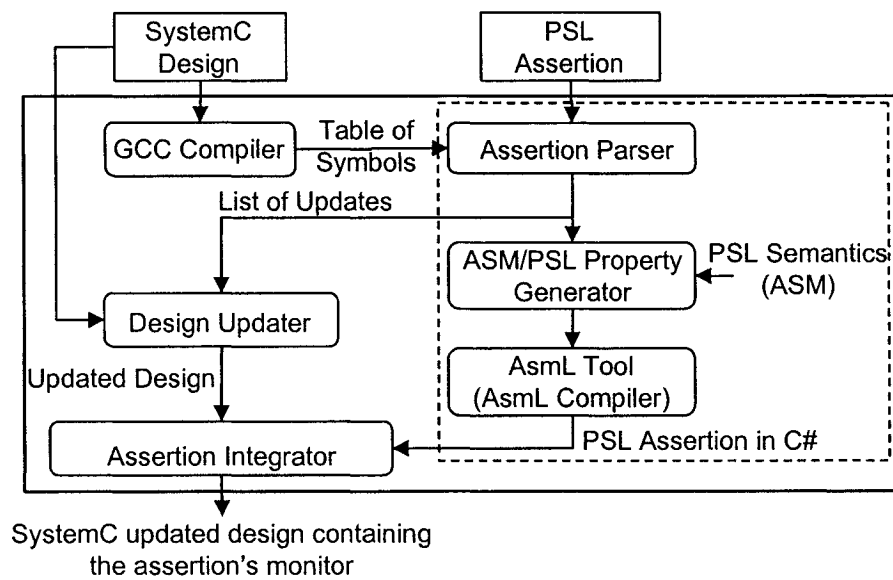 SystemC
Design
PSL
Assertion
GCC Compiler
Table of
Symbols
Assertion Parser
List of Updates
ASM/PSL Property
Generator
PSL Semantics
(ASM)
Design Updater
AsmL Tool
(AsmL Compiler)
Updated Design
PSL Assertion in C#
Assertion Integrator
SystemC updated design containing
the assertion's monitor